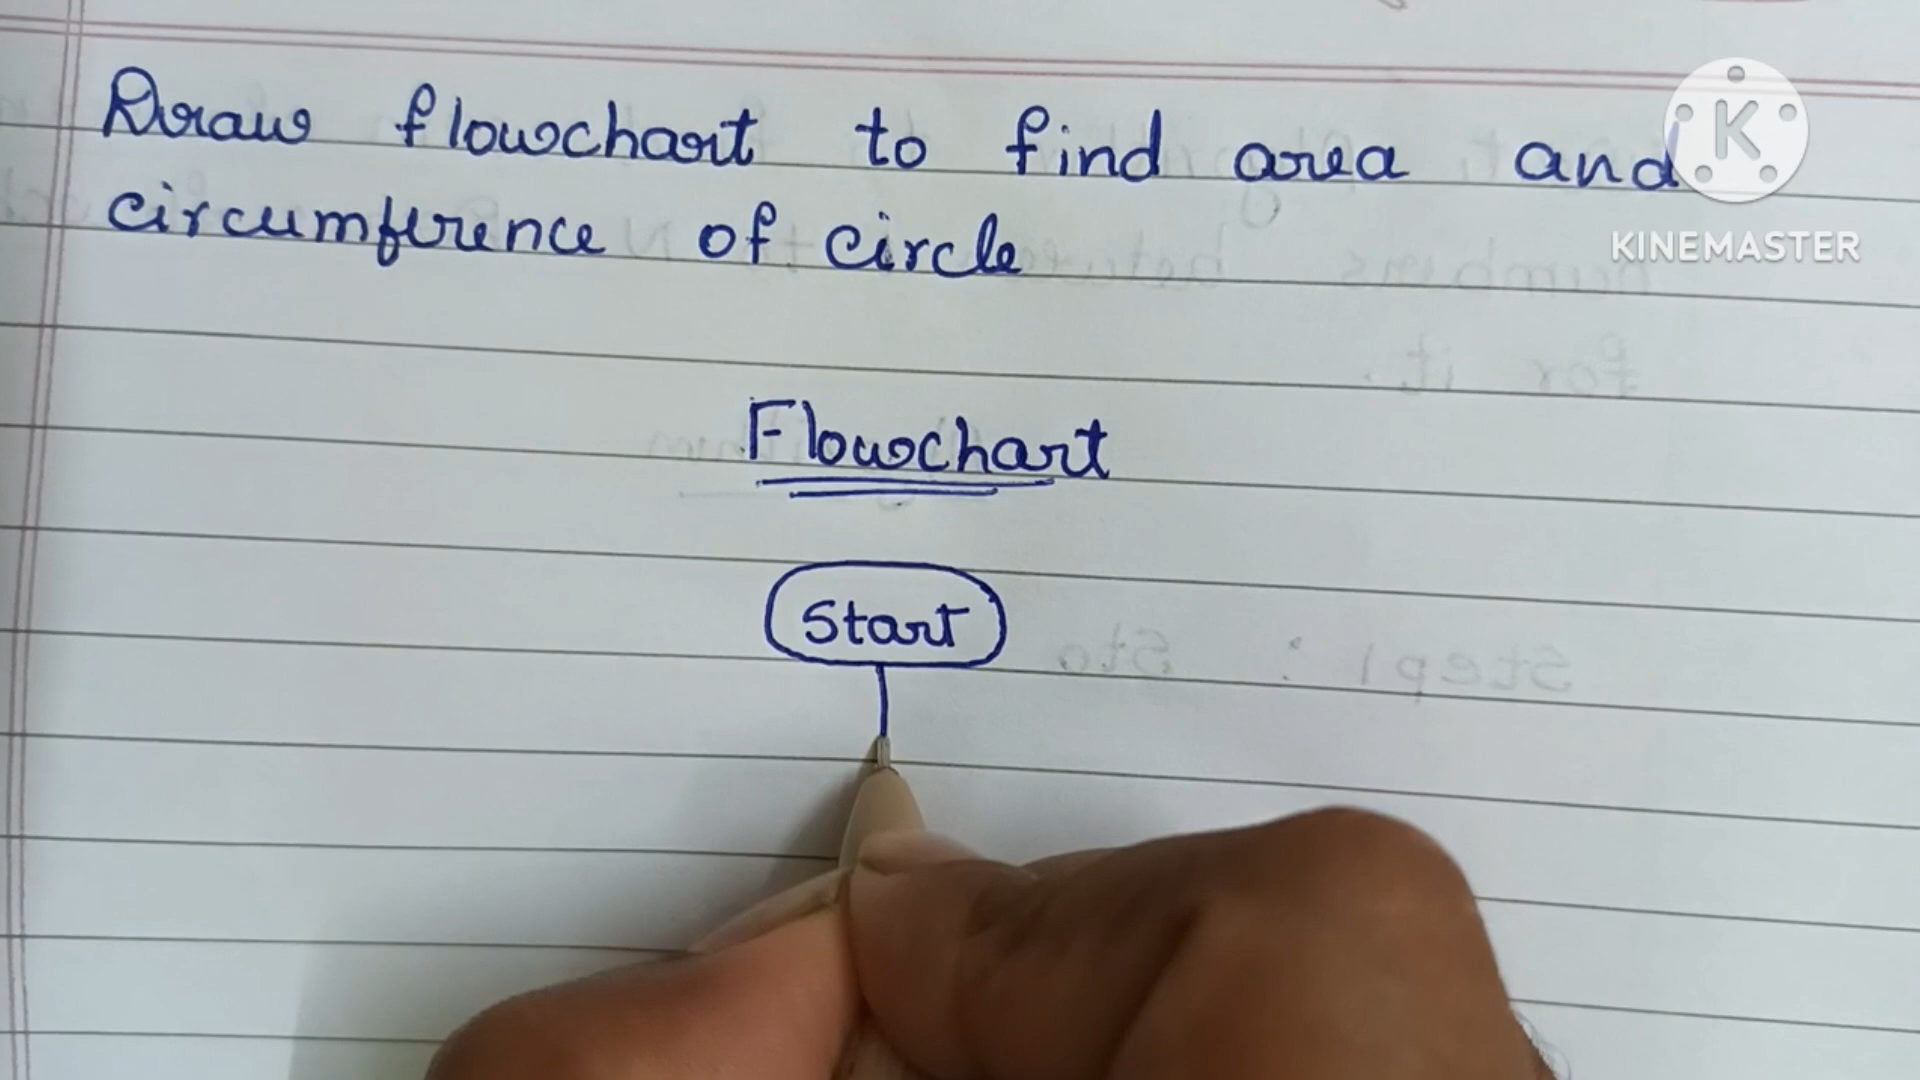 Draw flowchart to find area and
circumference of circle
K
KINEMASTER
Flowchart
Start